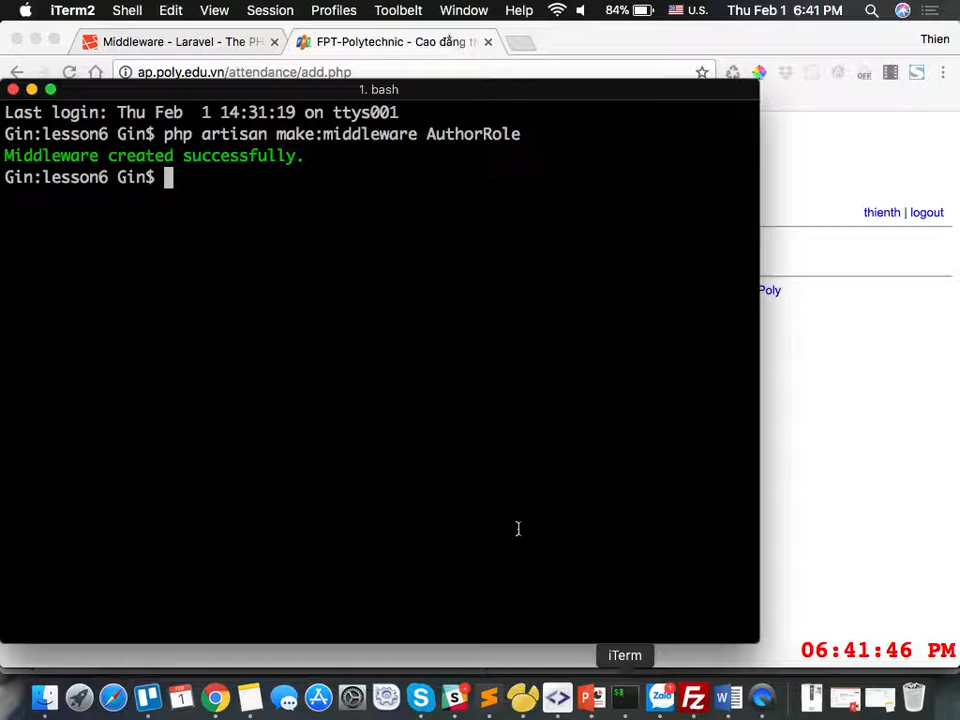 iTerm2 Shell Edit View Session Profiles Toolbelt Window Help 84% U.S. Thu Feb 1 6:41 PM
Middleware - Laravel - The PH
FPT-Polytechnic - Cao đẳng th
Thien
ap.poly.edu.vn/attendance/add.php
OFF
1. bash
Last login: Thu Feb  1 14:31:19 on ttys001
Gin:lesson6 Gin$ php artisan make:middleware AuthorRole
Middleware created successfully.
Gin:lesson6 Gin$
thienth | logout
Poly
06:41:46 PM
iTerm